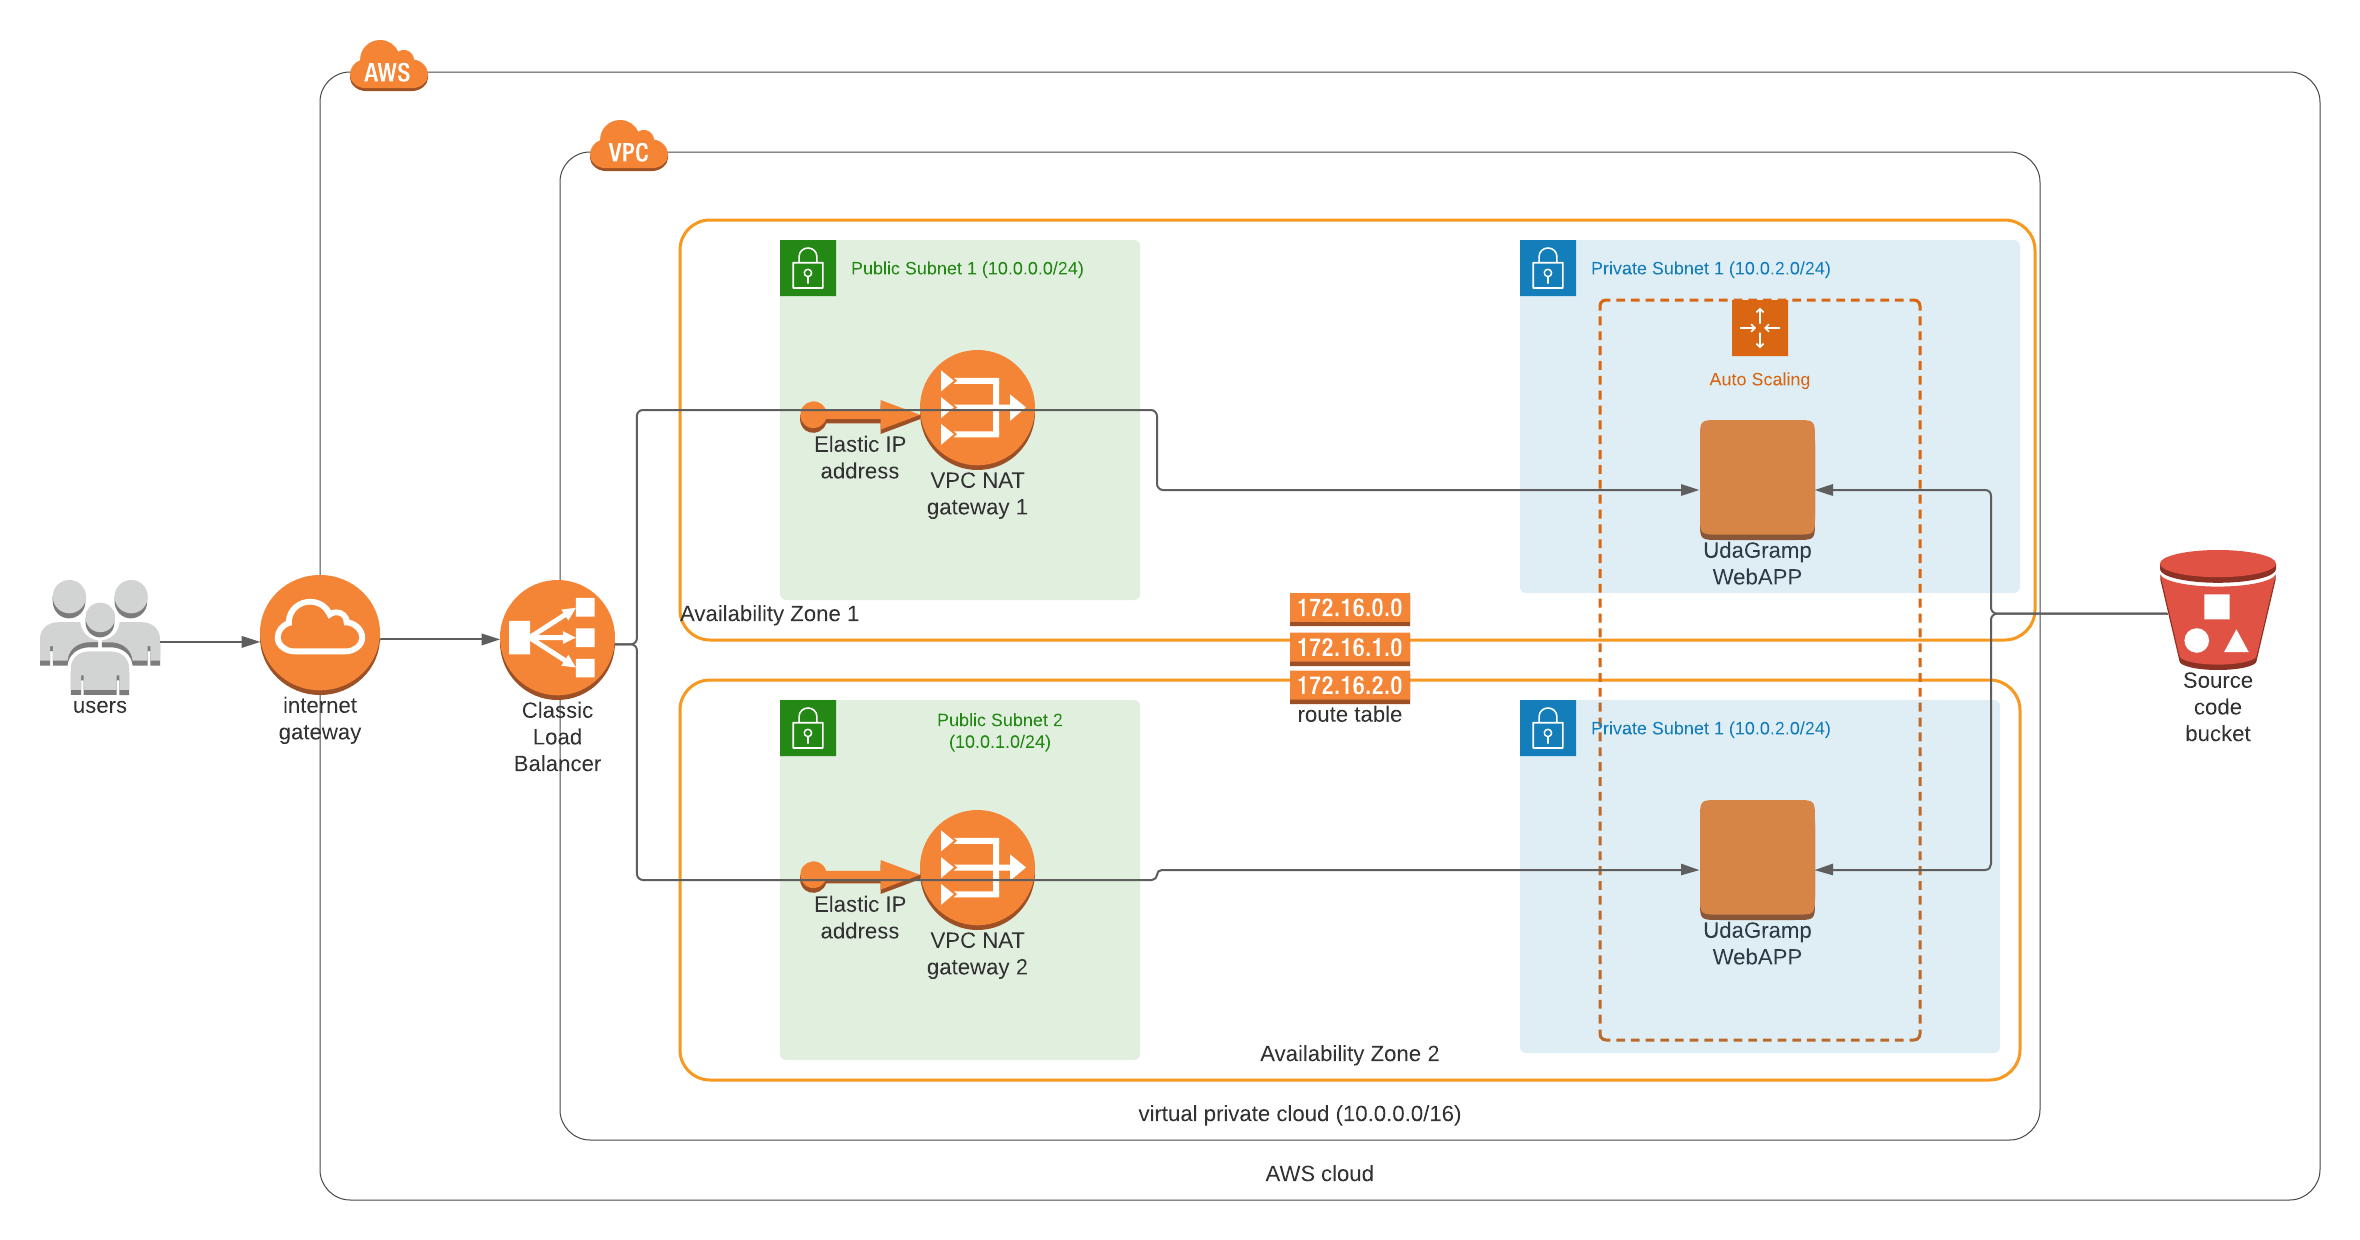 AWS
VPC
Public Subnet 1 (10.0.0.0/24)
Private Subnet 1 (10.0.2.0/24)
Auto Scaling
Elastic IP
address
VPC NAT
gateway 1
UdaGramp
WebAPP
Availability Zone 1
172.16.0.0
172.16.1.0
172.16.2.0
route table
users
internet
gateway
Classic
Load
Balancer
Source
code
bucket
Public Subnet 2
(10.0.1.0/24)
Private Subnet 1 (10.0.2.0/24)
Elastic IP
address
VPC NAT
gateway 2
UdaGramp
WebAPP
Availability Zone 2
virtual private cloud (10.0.0.0/16)
AWS cloud